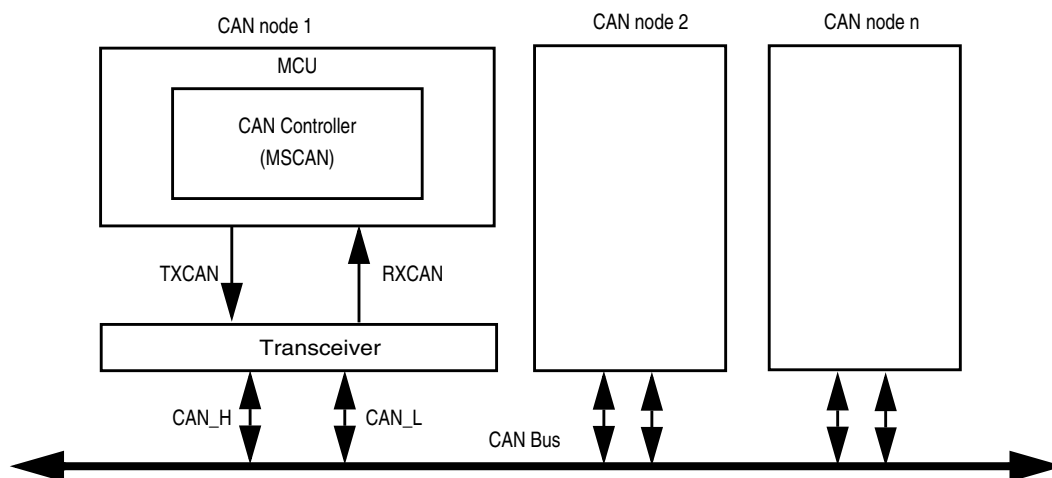 CAN node 1
CAN node 2
CAN node n
MCU
CAN Controller
(MSCAN)
TXCAN
RXCAN
Transceiver
CAN_H
CAN_L
CAN Bus